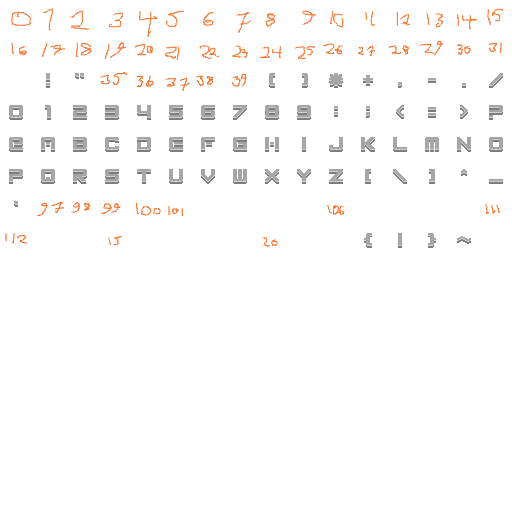 0 1 2 3 4 5 6 7 8 9 10 11 12 13 14 15
16 17 18 19 20 21 22 23 24 25 26 27 28 29 30 31
! " 35 36 37 38 39 ( ) * + , - . /
0 1 2 3 4 5 6 7 8 9 : ; < = > P
@ A B C D E F G H I J K L M N O
P Q R S T U V W X Y Z [ \ ] ^ _
' 97 98 99 100 101 106 111
112 15 20 { | } ~